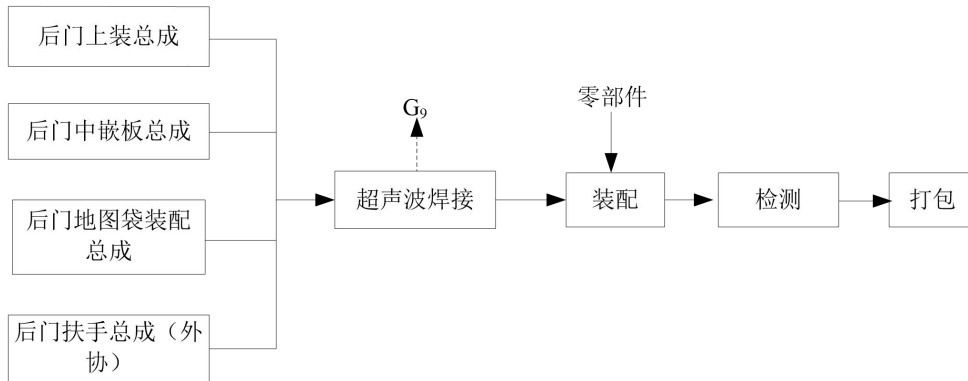 后门上装总成
后门中嵌板总成
后门地图袋装配
总成
后门扶手总成（外
协）
G₉
超声波焊接
零部件
装配
检测
打包